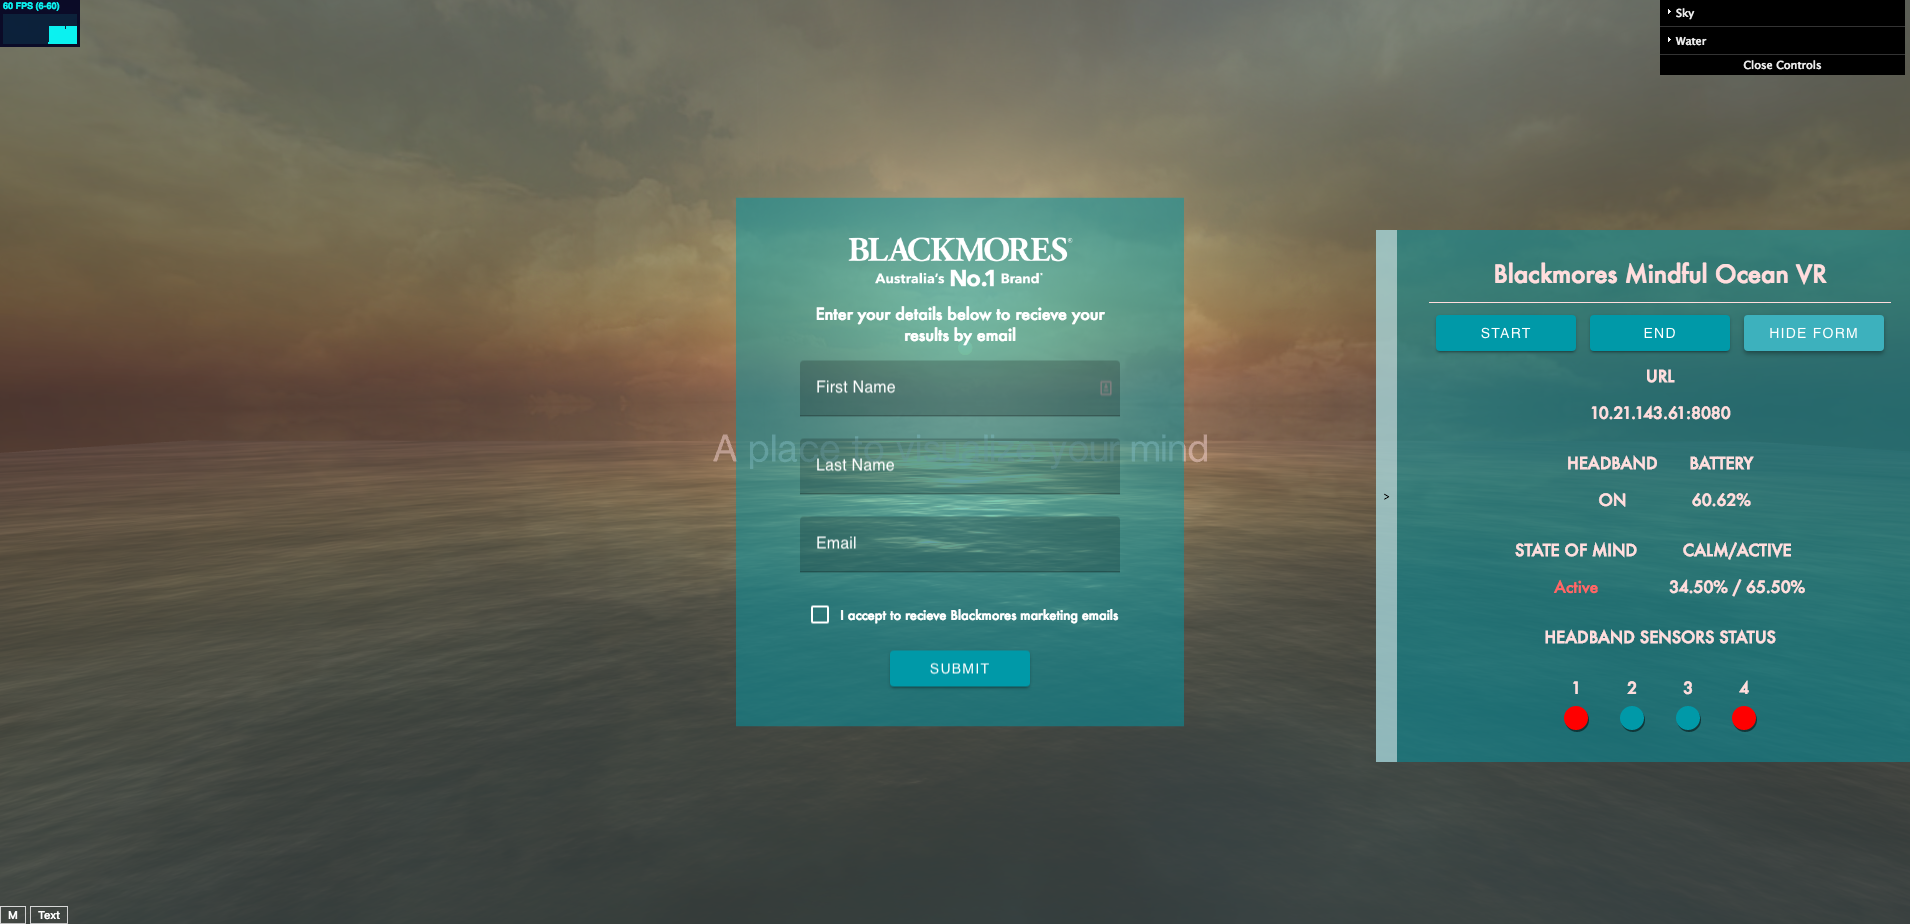 60 FPS (6-60)
Sky
Water
Close Controls
BLACKMORES®
Australia's No.1 Brand*
Enter your details below to recieve your
results by email
First Name
A place to visualise your mind
Last Name
Email
I accept to recieve Blackmores marketing emails
SUBMIT
>
Blackmores Mindful Ocean VR
START END HIDE FORM
URL
10.21.143.61:8080
HEADBAND BATTERY
ON 60.62%
STATE OF MIND CALM/ACTIVE
Active 34.50% / 65.50%
HEADBAND SENSORS STATUS
1 2 3 4
M Text